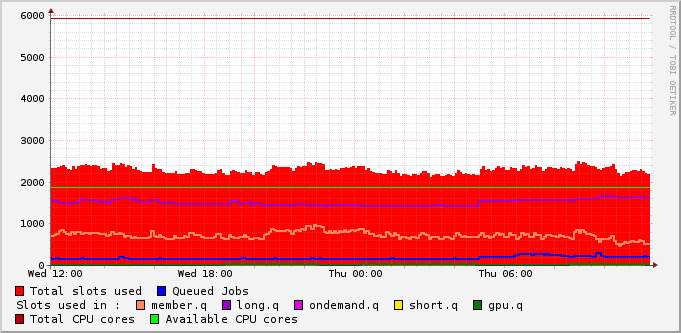 RRDTOOL / TOBI OETIKER
6000
5000
4000
3000
2000
1000
0
Wed 12:00 Wed 18:00 Thu 00:00 Thu 06:00
Total slots used Queued Jobs
Slots used in : member.q long.q ondemand.q short.q gpu.q
Total CPU cores Available CPU cores